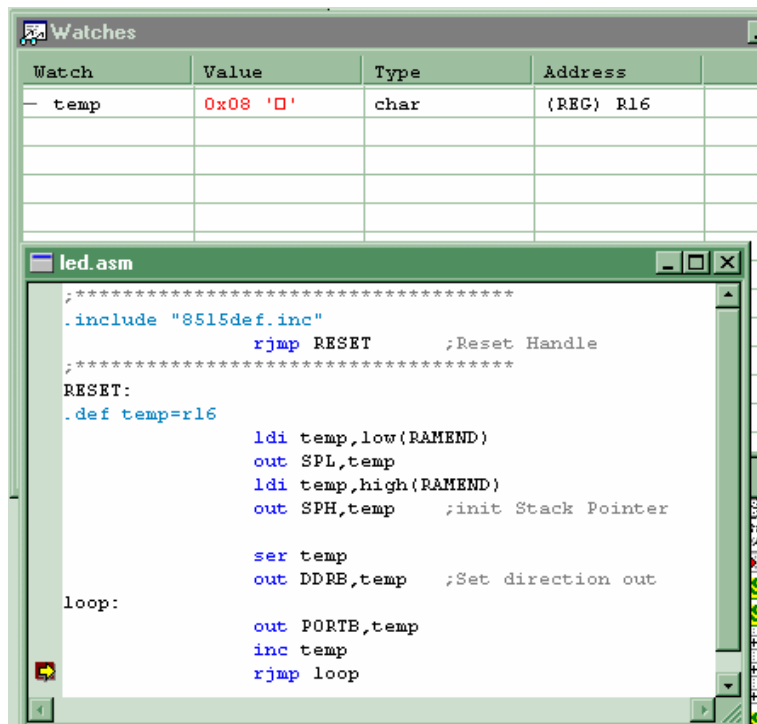 Watches
Watch Value Type Address
temp 0x08 '□' char (REG) R16
led.asm
;*************************************
.include "8515def.inc"
rjmp RESET ;Reset Handle
;*************************************
RESET:
.def temp=r16
ldi temp,low(RAMEND)
out SPL,temp
ldi temp,high(RAMEND)
out SPH,temp ;init Stack Pointer
ser temp
out DDRB,temp ;Set direction out
loop:
out PORTB,temp
inc temp
rjmp loop